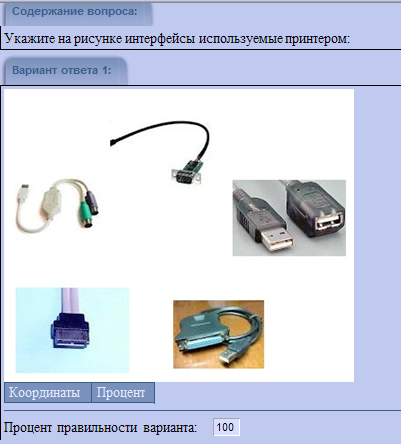 Содержание вопроса:
Укажите на рисунке интерфейсы используемые принтером:
Вариант ответа 1:
Координаты Процент
Процент правильности варианта: 100